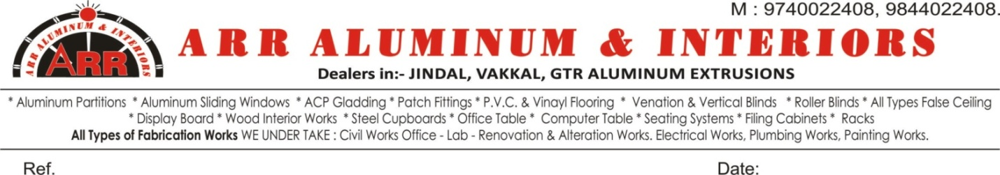 M : 9740022408, 9844022408.
ARR ALUMINUM & INTERIORS
ARR
ARR ALUMINUM & INTERIORS
Dealers in:- JINDAL, VAKKAL, GTR ALUMINUM EXTRUSIONS
* Aluminum Partitions * Aluminum Sliding Windows * ACP Gladding * Patch Fittings * P.V.C. & Vinayl Flooring * Venation & Vertical Blinds * Roller Blinds * All Types False Ceiling
* Display Board * Wood Interior Works * Steel Cupboards * Office Table * Computer Table * Seating Systems * Filing Cabinets * Racks
All Types of Fabrication Works WE UNDER TAKE : Civil Works Office - Lab - Renovation & Alteration Works. Electrical Works, Plumbing Works, Painting Works.
Ref. Date: